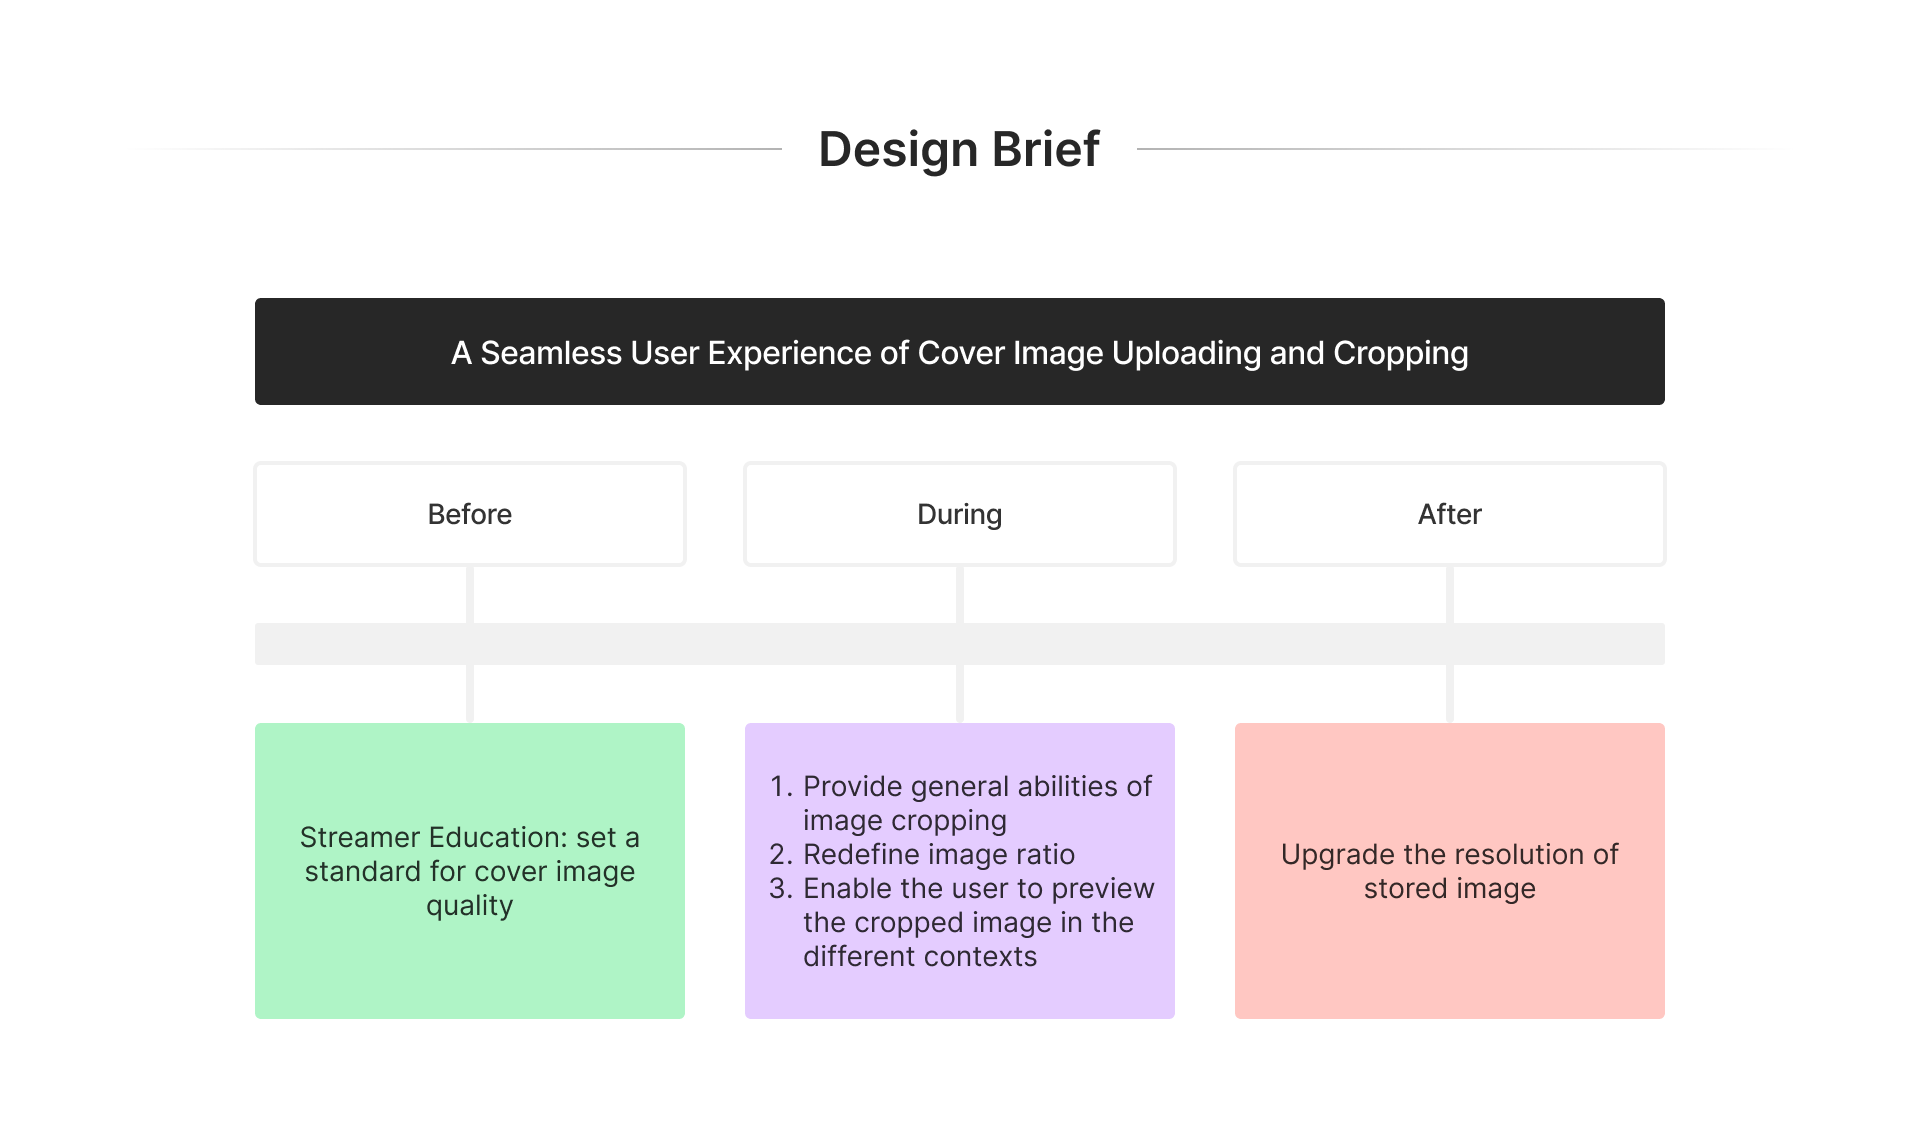 Design Brief
A Seamless User Experience of Cover Image Uploading and Cropping
Before
During
After
Streamer Education: set a
standard for cover image
quality
1. Provide general abilities of
image cropping
2. Redefine image ratio
3. Enable the user to preview
the cropped image in the
different contexts
Upgrade the resolution of
stored image